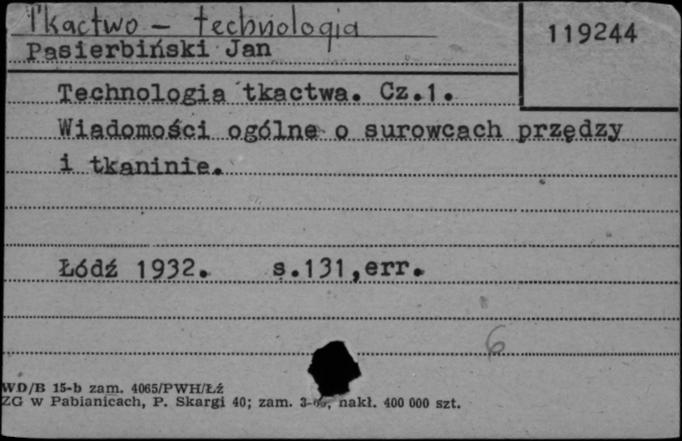 Tkactwo - technologia
119244
Pasierbiński Jan
Technologia tkactwa. Cz.1.
Wiadomości ogólne o surowcach przędzy
i tkaninie.
Łódź 1932. s.131,err.
6
WD/B 15-b zam. 4065/PWH/Łź
ZG w Pabianicach, P. Skargi 40; zam. nakł. 400 000 szt.